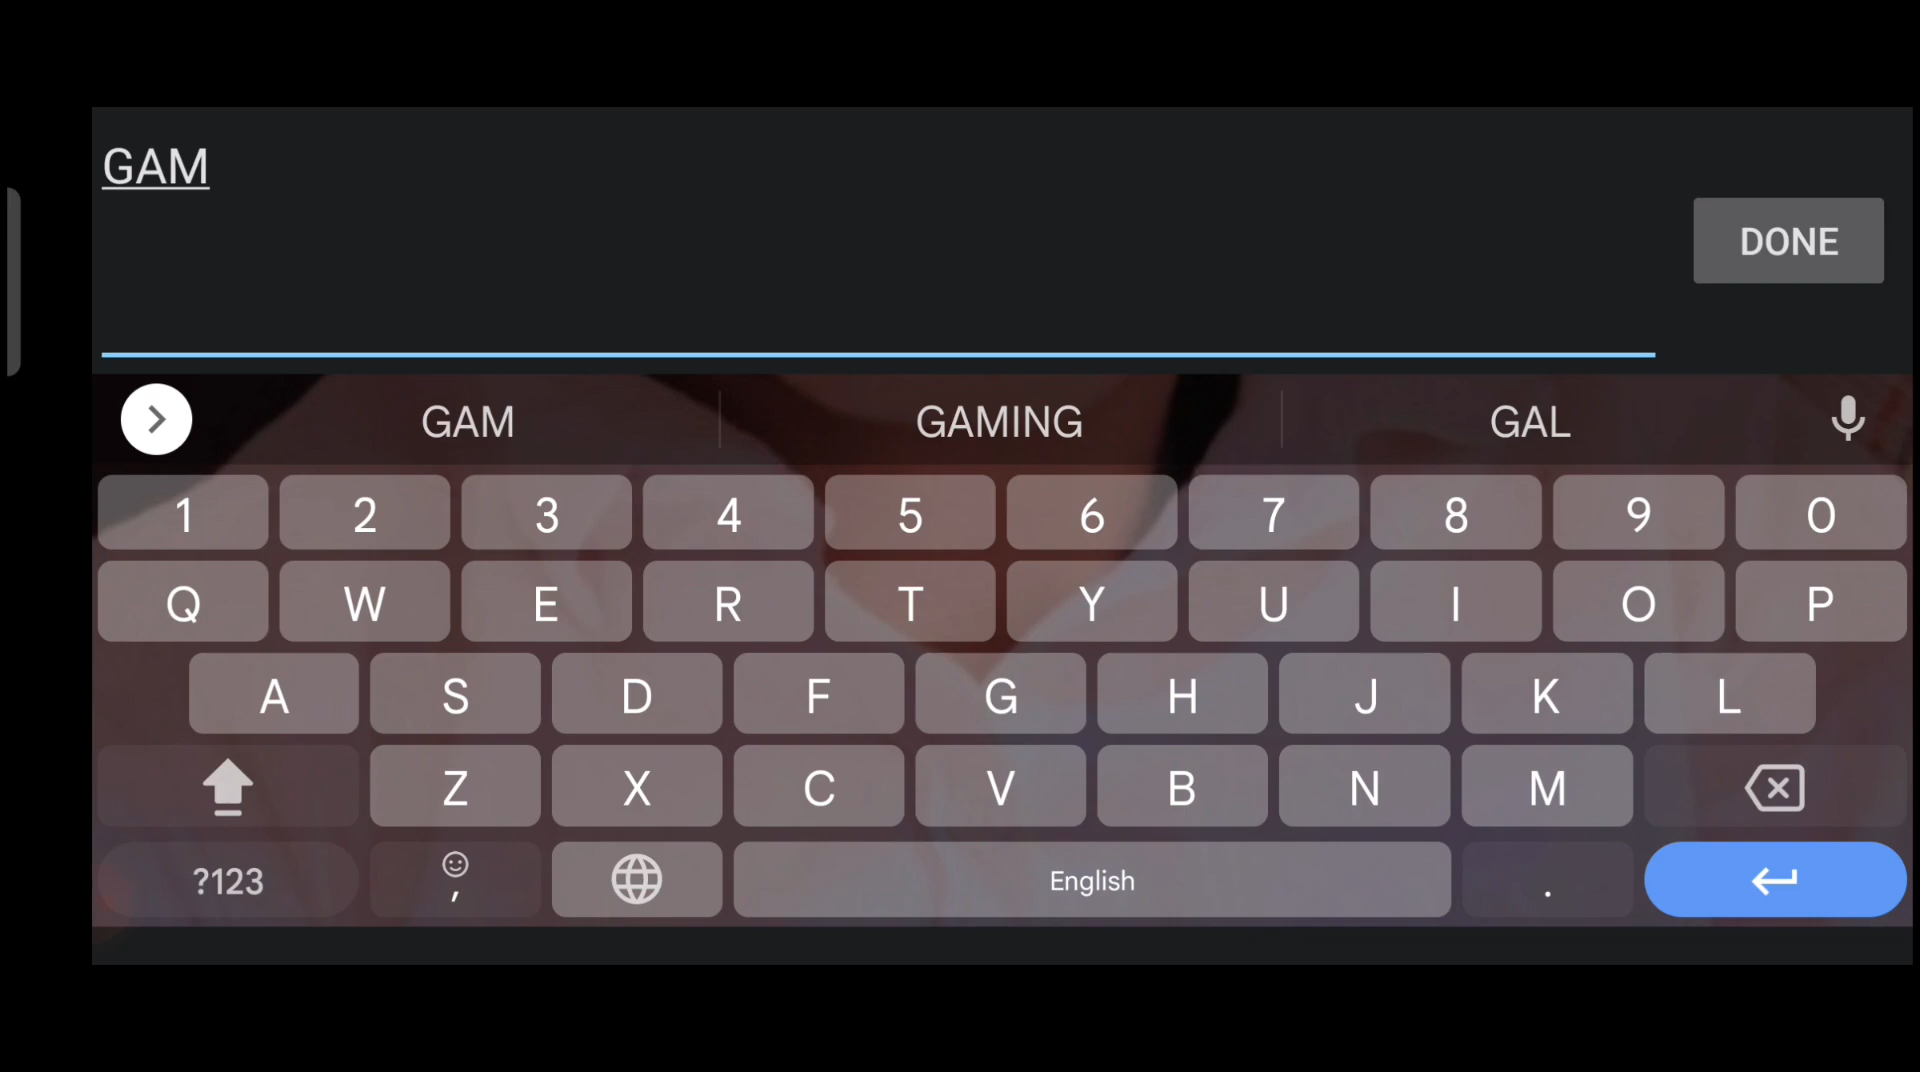 GAM
DONE
GAM GAMING GAL
1 2 3 4 5 6 7 8 9 0
Q W E R T Y U I O P
A S D F G H J K L
Z X C V B N M
?123 , English .